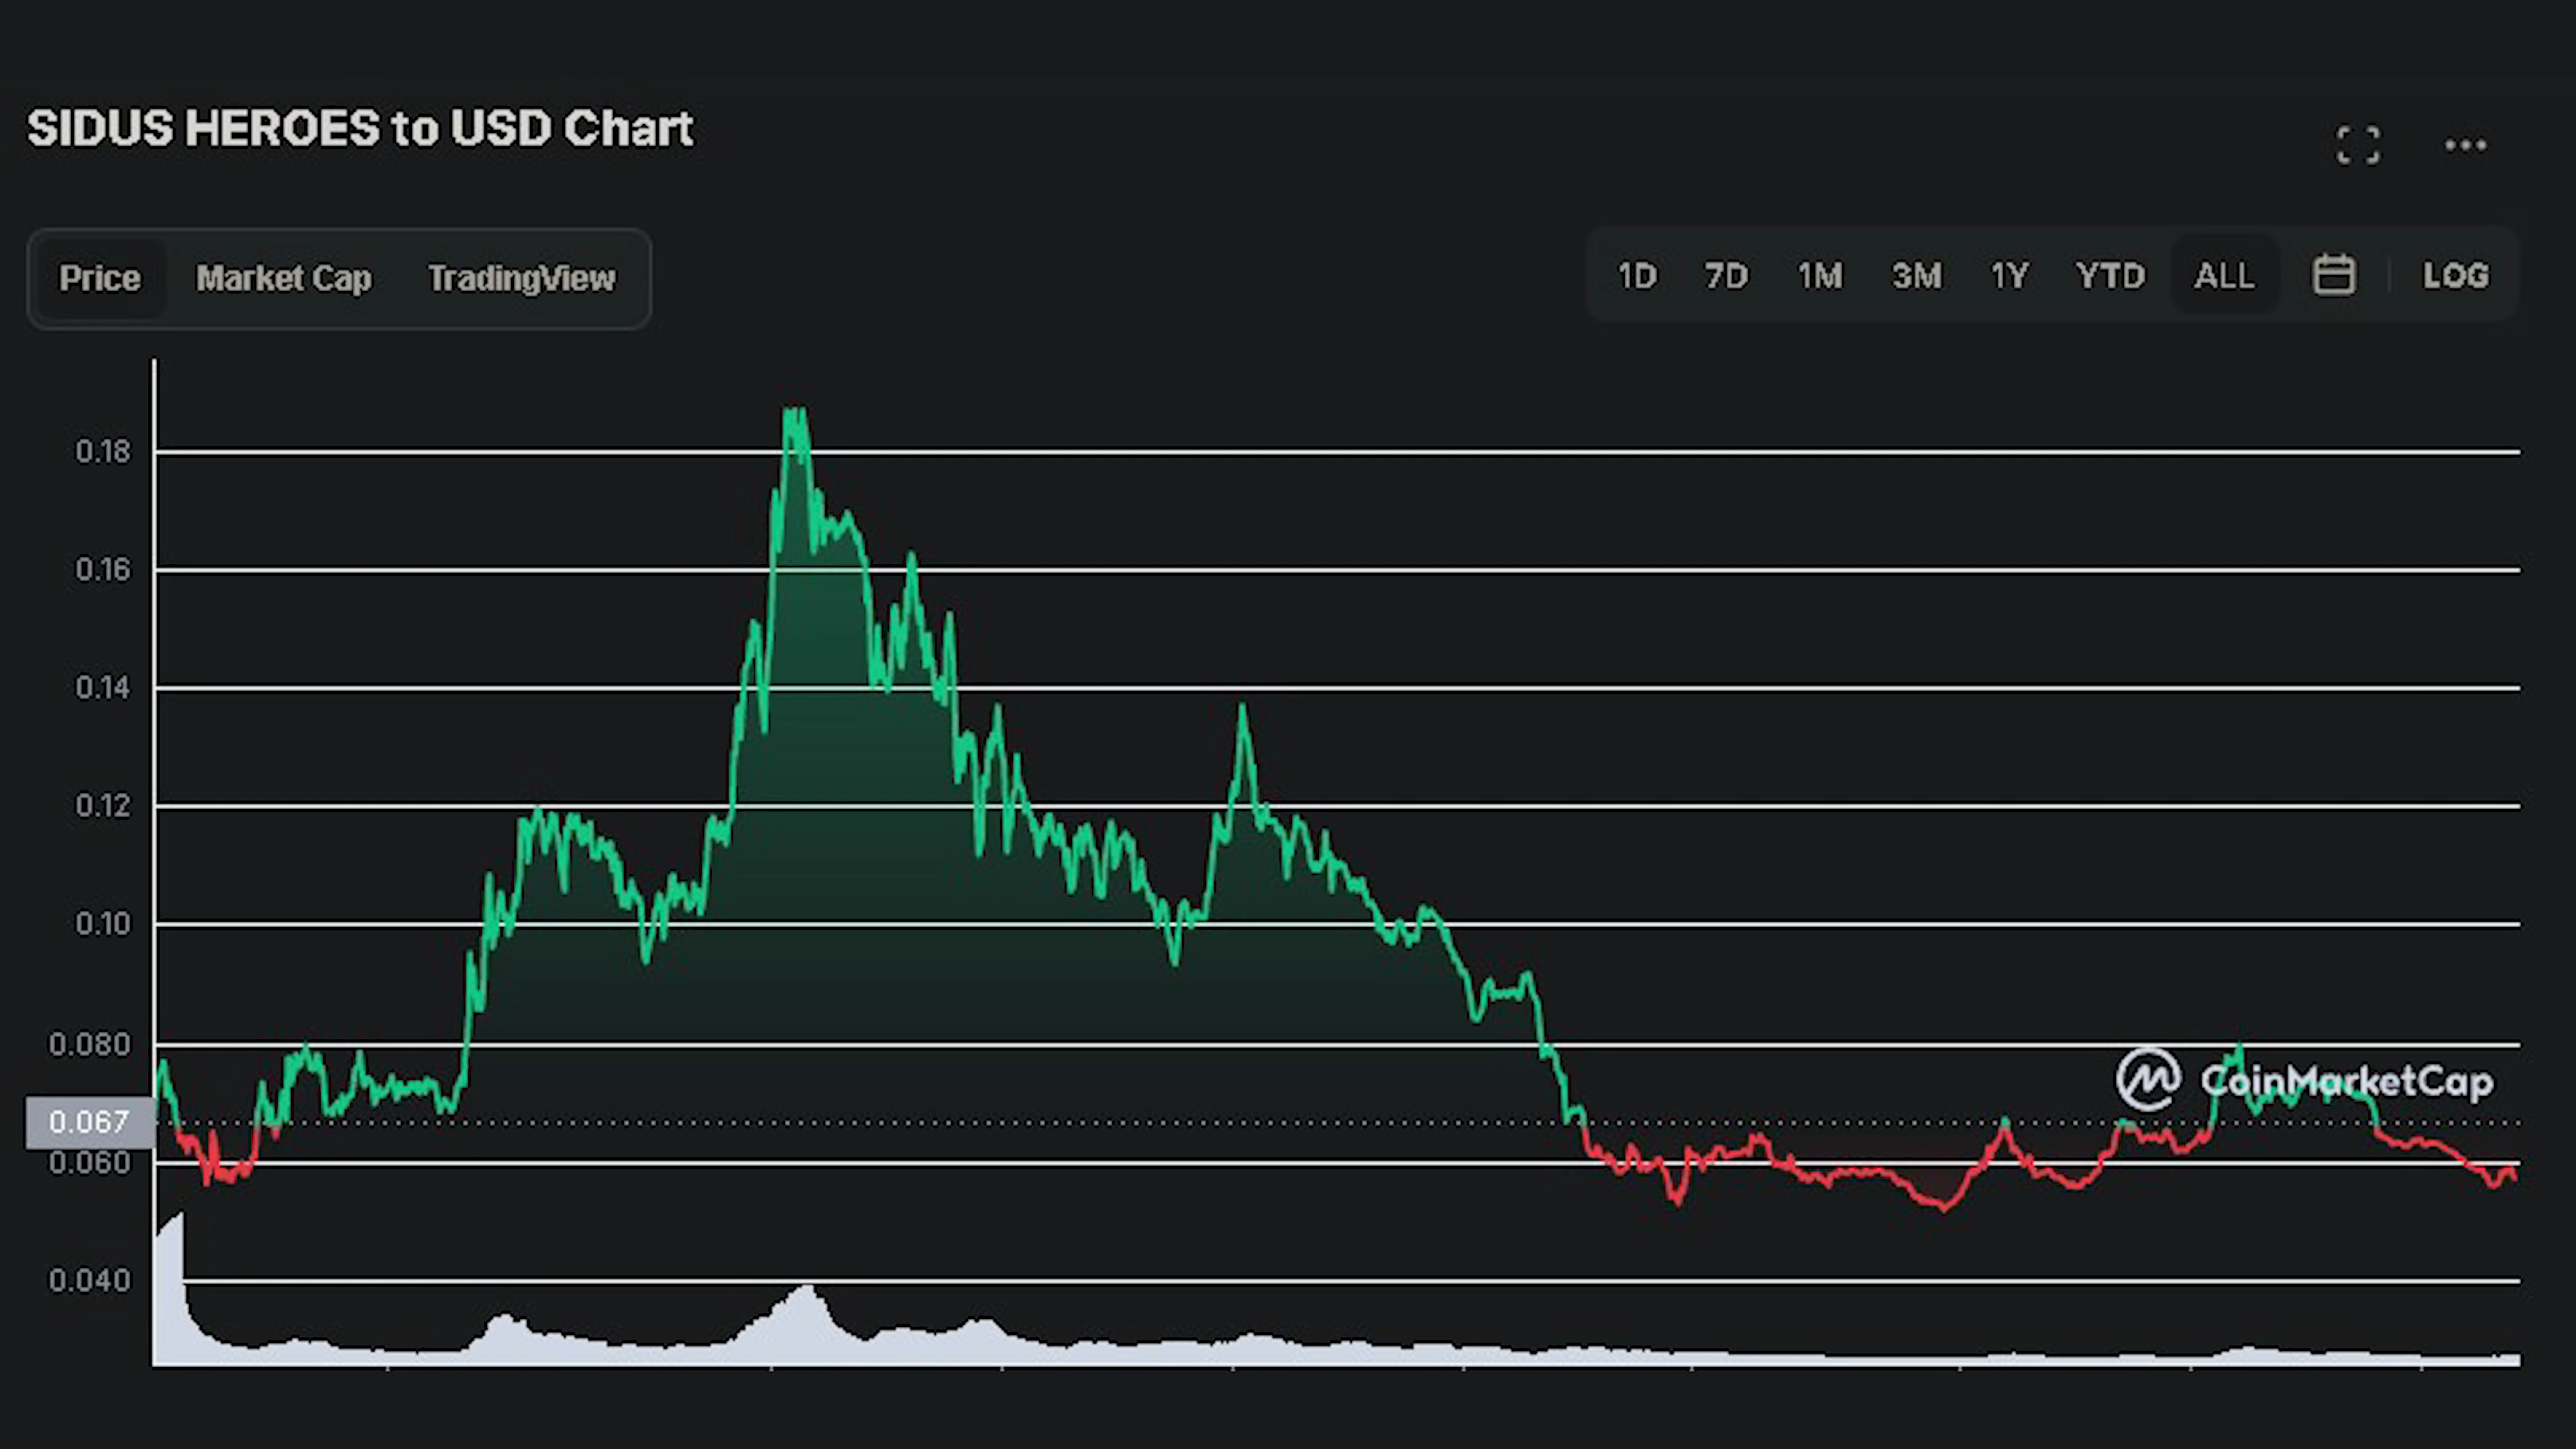 SIDUS HEROES to USD Chart
Price Market Cap TradingView
1D 7D 1M 3M 1Y YTD ALL LOG
0.18
0.16
0.14
0.12
0.10
0.080
0.067
0.060
0.040
CoinMarketCap